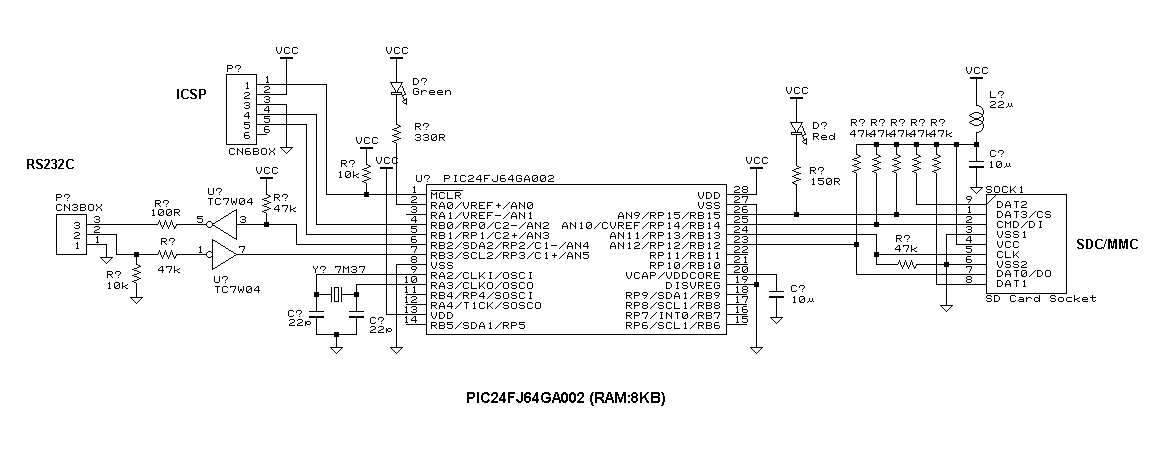 ICSP
P?
VCC
1
2
3
4
5
6
1
2
3
4
5
6
CN6BOX
VCC
D?
Green
R?
330R
VCC
R?
10k
VCC
RS232C
P?
CN3BOX
3
2
1
3
2
1
R?
100R
U?
TC7W04
5
3
VCC
R?
47k
R?
47k
1
7
U?
TC7W04
R?
10k
Y? 7M37
C?
22p
C?
22p
U? PIC24FJ64GA002
1 MCLR
2 RA0/VREF+/AN0
3 RA1/VREF-/AN1
4 RB0/RP0/C2-/AN2
5 RB1/RP1/C2+/AN3
6 RB2/SDA2/RP2/C1-/AN4
7 RB3/SCL2/RP3/C1+/AN5
8 VSS
9 RA2/CLKI/OSCI
10 RA3/CLKO/OSCO
11 RB4/RP4/SOSCI
12 RA4/T1CK/SOSCO
13 VDD
14 RB5/SDA1/RP5
VDD 28
VSS 27
AN9/RP15/RB15 26
AN10/CVREF/RP14/RB14 25
AN11/RP13/RB13 24
AN12/RP12/RB12 23
RP11/RB11 22
RP10/RB10 21
VCAP/VDDCORE 20
DISVREG 19
RP9/SDA1/RB9 18
RP8/SCL1/RB8 17
RP7/INT0/RB7 16
RP6/SCL1/RB6 15
VCC
C?
10µ
VCC
D?
Red
R?
150R
R? R? R? R? R?
47k47k47k47k47k
VCC
L?
22µ
C?
10µ
R?
47k
SOCK1
9 DAT2
1 DAT3/CS
2 CMD/DI
3 VSS1
4 VCC
5 CLK
6 VSS2
7 DAT0/DO
8 DAT1
SD Card Socket
SDC/MMC
PIC24FJ64GA002 (RAM:8KB)